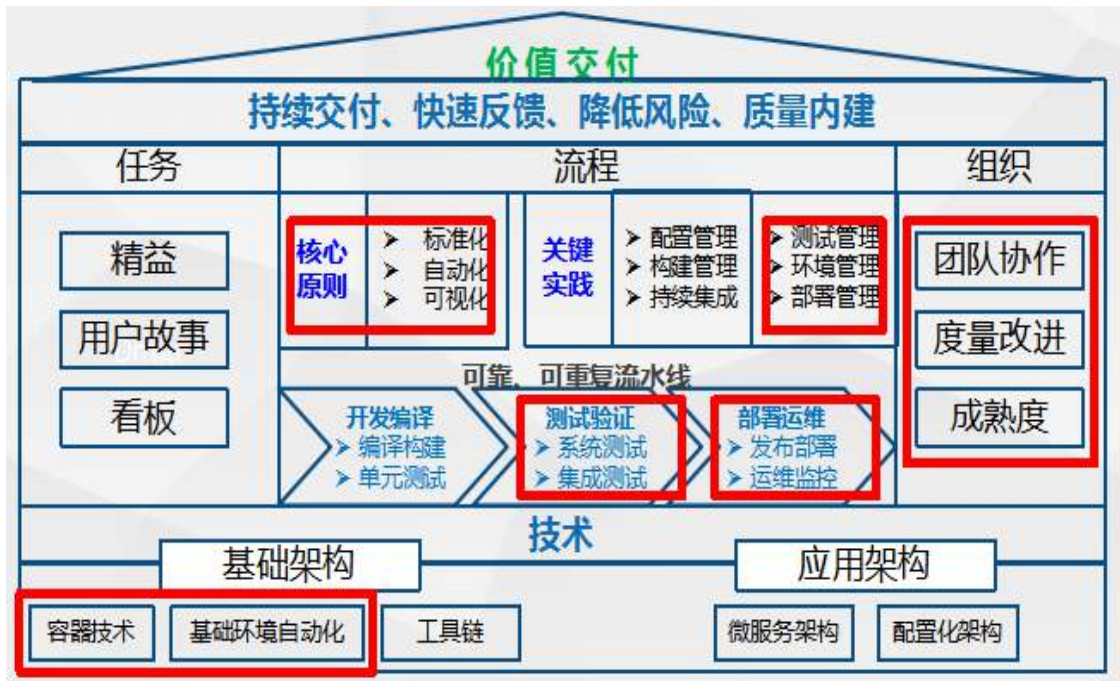 价值交付
持续交付、快速反馈、降低风险、质量内建
任务
流程
组织
精益
用户故事
看板
核心
原则
➤ 标准化
➤ 自动化
➤ 可视化
关键
实践
➤ 配置管理
➤ 构建管理
➤ 持续集成
➤ 测试管理
➤ 环境管理
➤ 部署管理
团队协作
度量改进
成熟度
可靠、可重复流水线
开发编译
➤ 编译构建
➤ 单元测试
测试验证
➤ 系统测试
➤ 集成测试
部署运维
➤ 发布部署
➤ 运维监控
技术
基础架构
应用架构
容器技术
基础环境自动化
工具链
微服务架构
配置化架构